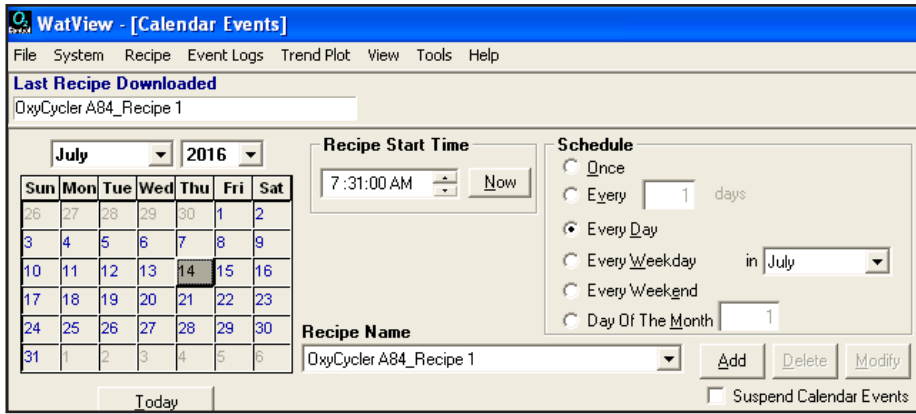 O2 Control WatView - [Calendar Events]
File System Recipe Event Logs Trend Plot View Tools Help
Last Recipe Downloaded
OxyCycler A84_Recipe 1
July 2016
Sun Mon Tue Wed Thu Fri Sat
26 27 28 29 30 1 2
3 4 5 6 7 8 9
10 11 12 13 14 15 16
17 18 19 20 21 22 23
24 25 26 27 28 29 30
31 1 2 3 4 5 6
Today
Recipe Start Time
7 :31:00 AM Now
Recipe Name
OxyCycler A84_Recipe 1
Schedule
Once
Every 1 days
Every Day
Every Weekday in July
Every Weekend
Day Of The Month 1
Add Delete Modify
Suspend Calendar Events